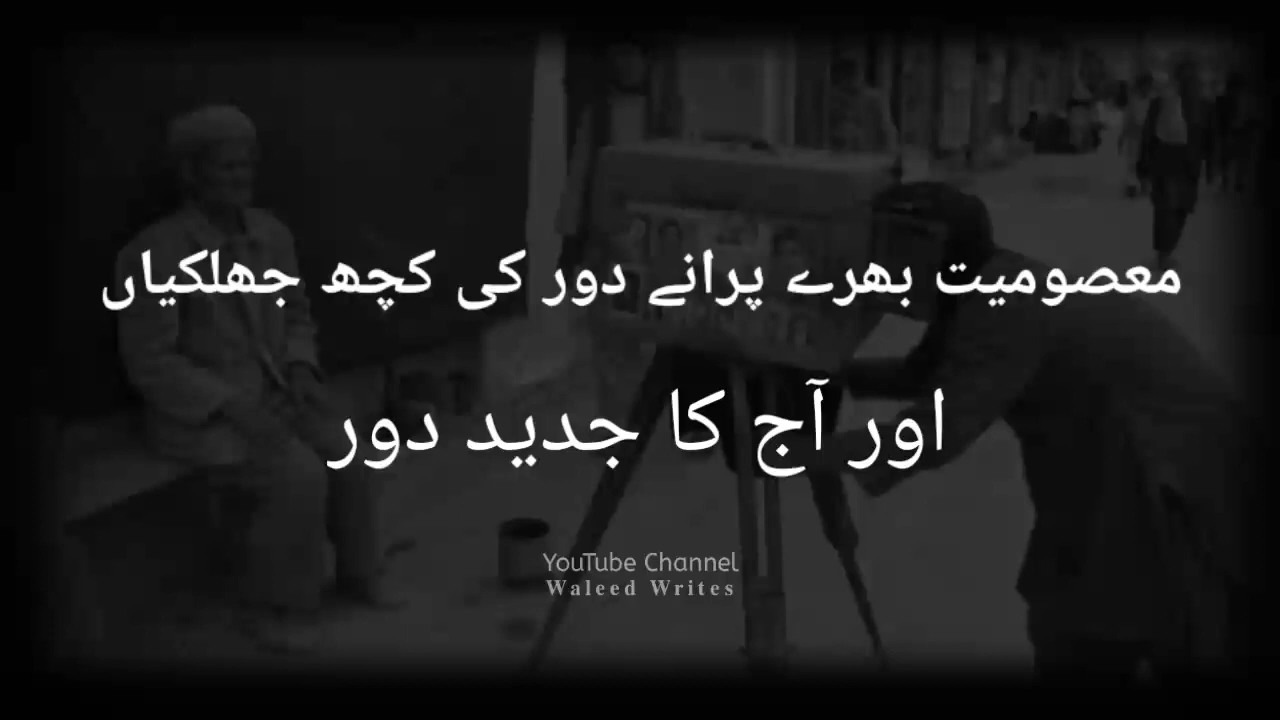 معصومیت بھرے پرانے دور کی کچھ جھلکیاں
اور آج کا جدید دور
YouTube Channel
Waleed Writes